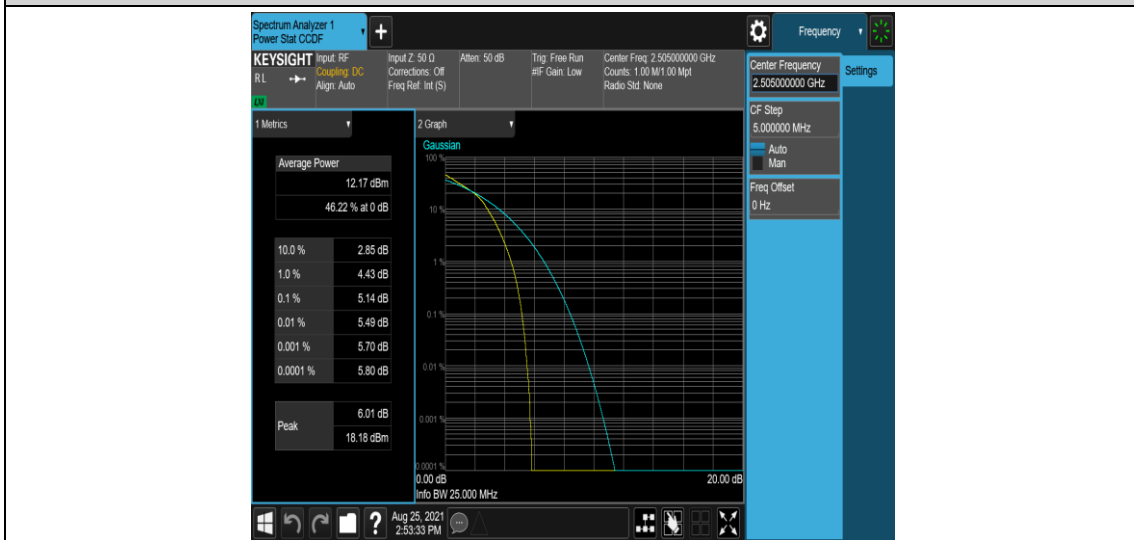 Spectrum Analyzer 1
Power Stat CCDF
+
Frequency
KEYSIGHT
RL
LXI
Input: RF
Coupling: DC
Align: Auto
Input Z: 50 Ω
Corrections: Off
Freq Ref: Int (S)
Atten: 50 dB
Trig: Free Run
#IF Gain: Low
Center Freq: 2.505000000 GHz
Counts: 1.00 M/1.00 Mpt
Radio Std: None
Center Frequency
2.505000000 GHz
Settings
CF Step
5.000000 MHz
Auto
Man
Freq Offset
0 Hz
1 Metrics
Average Power
12.17 dBm
46.22 % at 0 dB
10.0 % 2.85 dB
1.0 % 4.43 dB
0.1 % 5.14 dB
0.01 % 5.49 dB
0.001 % 5.70 dB
0.0001 % 5.80 dB
Peak
6.01 dB
18.18 dBm
2 Graph
Gaussian
100 %
10 %
1 %
0.1 %
0.01 %
0.001 %
0.0001 %
0.00 dB 20.00 dB
Info BW 25.000 MHz
?
Aug 25, 2021
2:53:33 PM